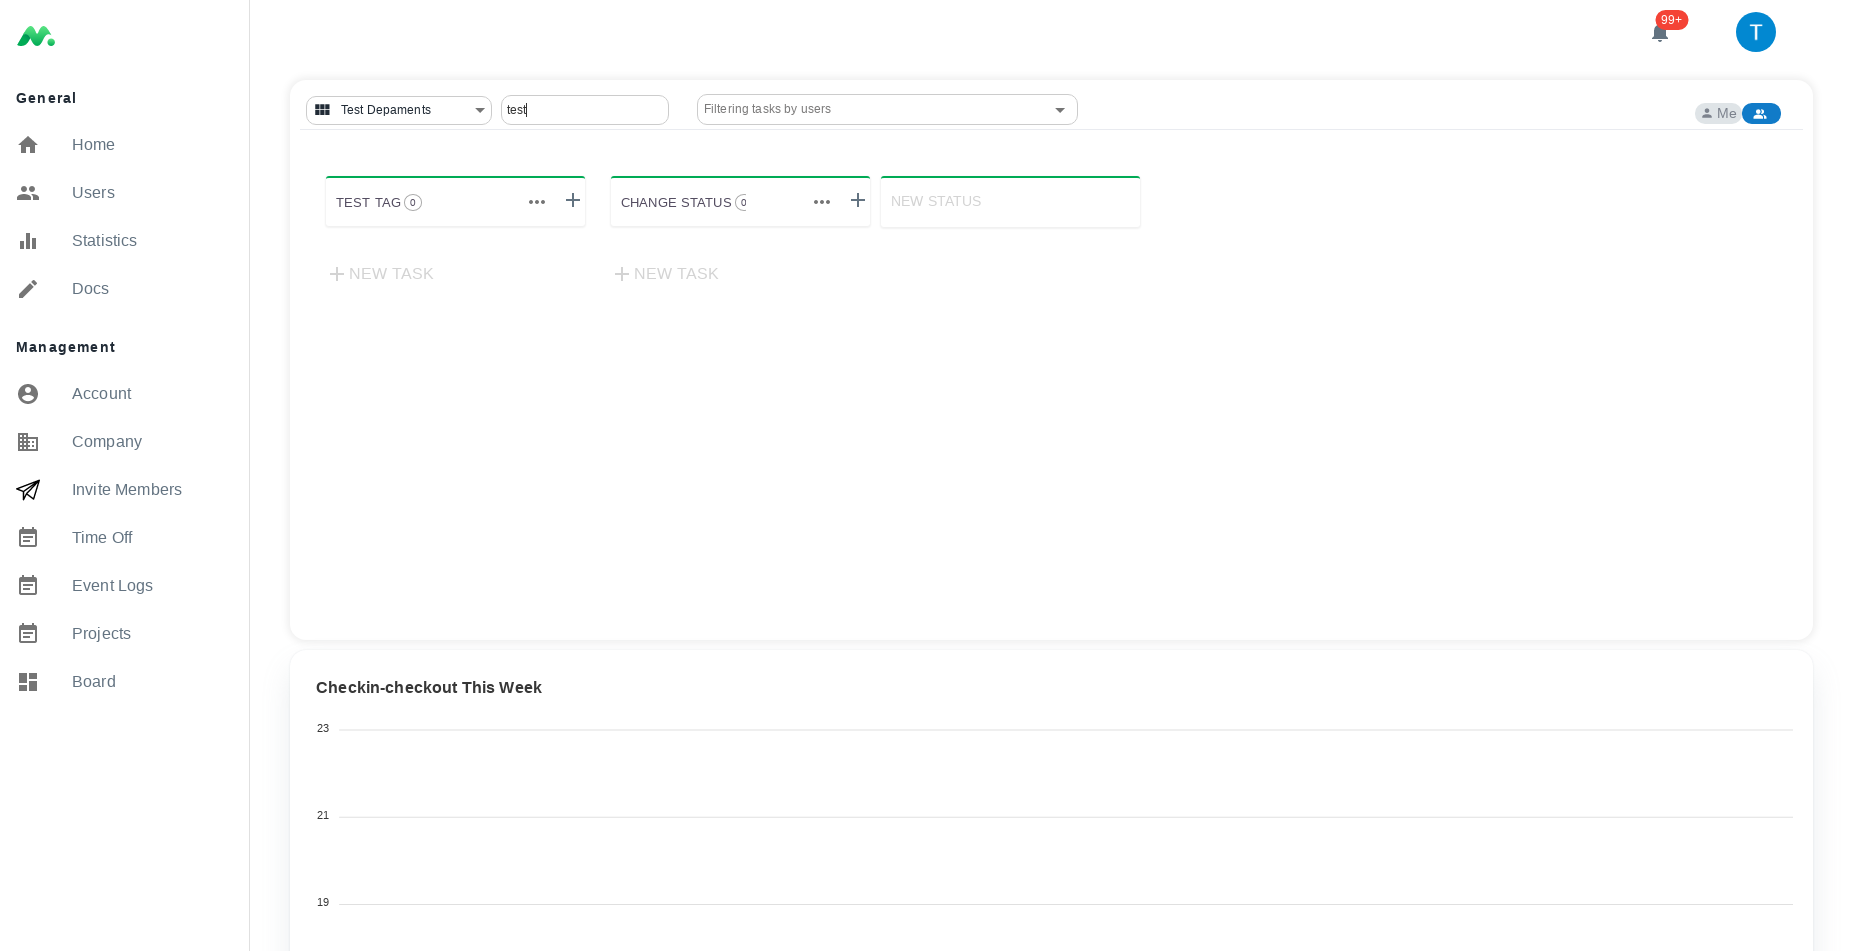 99+
T
General
Home
Users
Statistics
Docs
Management
Account
Company
Invite Members
Time Off
Event Logs
Projects
Board
Test Depaments
test
Filtering tasks by users
Me
TEST TAG 0
CHANGE STATUS 0
NEW STATUS
NEW TASK
NEW TASK
Checkin-checkout This Week
23
21
19